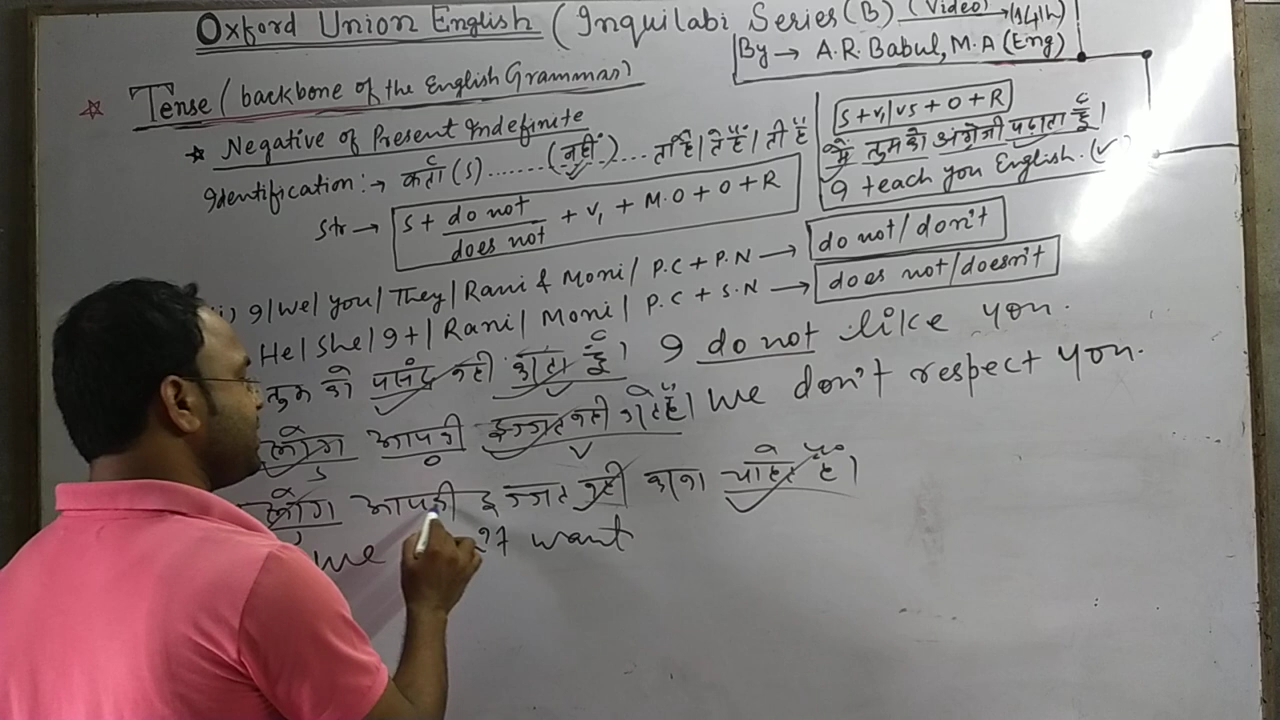 Oxford Union English (Inquilabi Series (B) (Video) → (14th)
By → A.R. Babul, M.A (Eng)
☆ Tense (backbone of the English Grammar)
* Negative of Present Indefinite
Identification :→ कर्ता (S) ....... (नहीं) .... ता है। ते हैं। ती है
Str → S + do not / does not + V1 + M.O + O + R
S + V1/V5 + O + R
मैं तुमको अंग्रेजी पढ़ाता हूँ।
I teach you English. (✓)
I/We/You/They/Rani & Moni/ P.C + P.N → do not/don't
He/She/It/Rani/Moni/ P.C + S.N → does not/doesn't
तुम को पसंद नहीं करता हूँ। I do not like you.
लोग आपकी इज्जत नहीं करते हैं। We don't respect you.
S O V
लोग आपकी इज्जत नहीं करना चाहते हैं।
We want